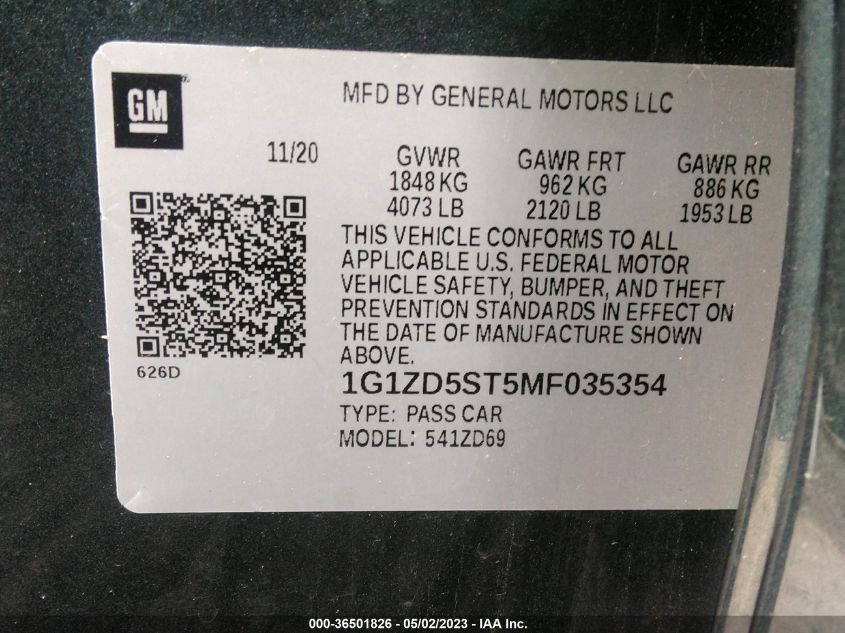 GM
MFD BY GENERAL MOTORS LLC
11/20
GVWR GAWR FRT GAWR RR
1848 KG 962 KG 886 KG
4073 LB 2120 LB 1953 LB
THIS VEHICLE CONFORMS TO ALL
APPLICABLE U.S. FEDERAL MOTOR
VEHICLE SAFETY, BUMPER, AND THEFT
PREVENTION STANDARDS IN EFFECT ON
THE DATE OF MANUFACTURE SHOWN
ABOVE.
626D
1G1ZD5ST5MF035354
TYPE: PASS CAR
MODEL: 541ZD69
000-36501826 - 05/02/2023 - IAA Inc.